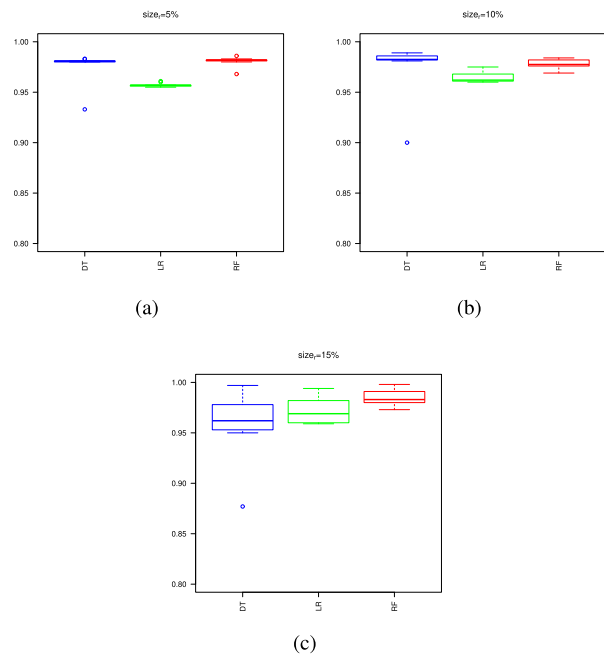 size_r=5%
1.00
0.95
0.90
0.85
0.80
DT
LR
RF
(a)
size_r=10%
1.00
0.95
0.90
0.85
0.80
DT
LR
RF
(b)
size_r=15%
1.00
0.95
0.90
0.85
0.80
DT
LR
RF
(c)